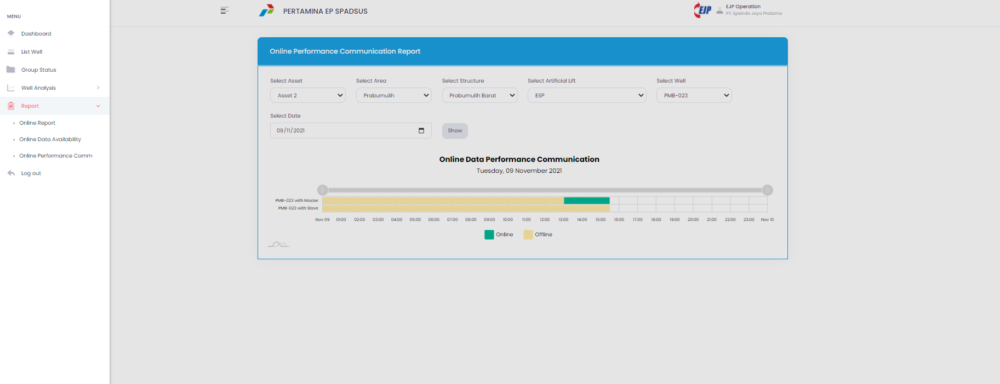 MENU
Dashboard
List Well
Group Status
Well Analysis
Report
Online Report
Online Data Availability
Online Performance Comm
Log out
PERTAMINA EP SPADSUS
EJP
EJP Operation
PT. Epsindo Jaya Pratama
Online Performance Communication Report
Select Asset Select Area Select Structure Select Artificial Lift Select Well
Asset 2 Prabumulih Prabumulih Barat ESP PMB-023
Select Date
09/11/2021 Show
Online Data Performance Communication
Tuesday, 09 November 2021
PMB-023 with Master
PMB-023 with Slave
Nov 09 01:00 02:00 03:00 04:00 05:00 06:00 07:00 08:00 09:00 10:00 11:00 12:00 13:00 14:00 15:00 16:00 17:00 18:00 19:00 20:00 21:00 22:00 23:00 Nov 10
Online Offline